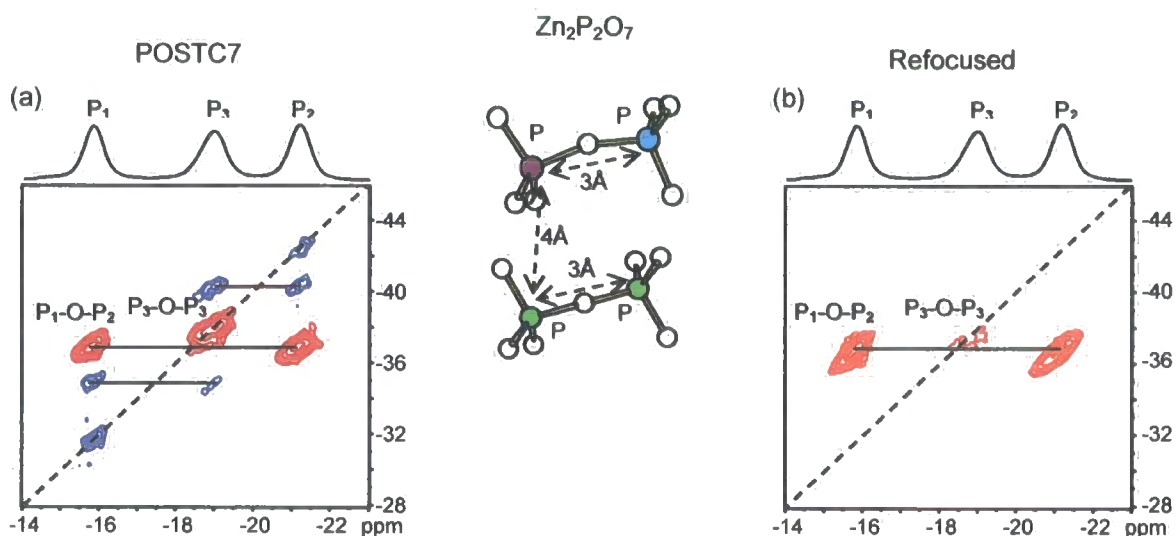 Zn₂P₂O₇
POSTC7
Refocused
(a)
P₁ P₃ P₂
-44
-40
-36
-32
-28
P₁-O-P₂ P₃-O-P₃
-14 -16 -18 -20 -22 ppm
P P
3Å
4Å
3Å
P P
(b)
P₁ P₃ P₂
-44
-40
-36
-32
-28
P₁-O-P₂ P₃-O-P₃
-14 -16 -18 -20 -22 ppm